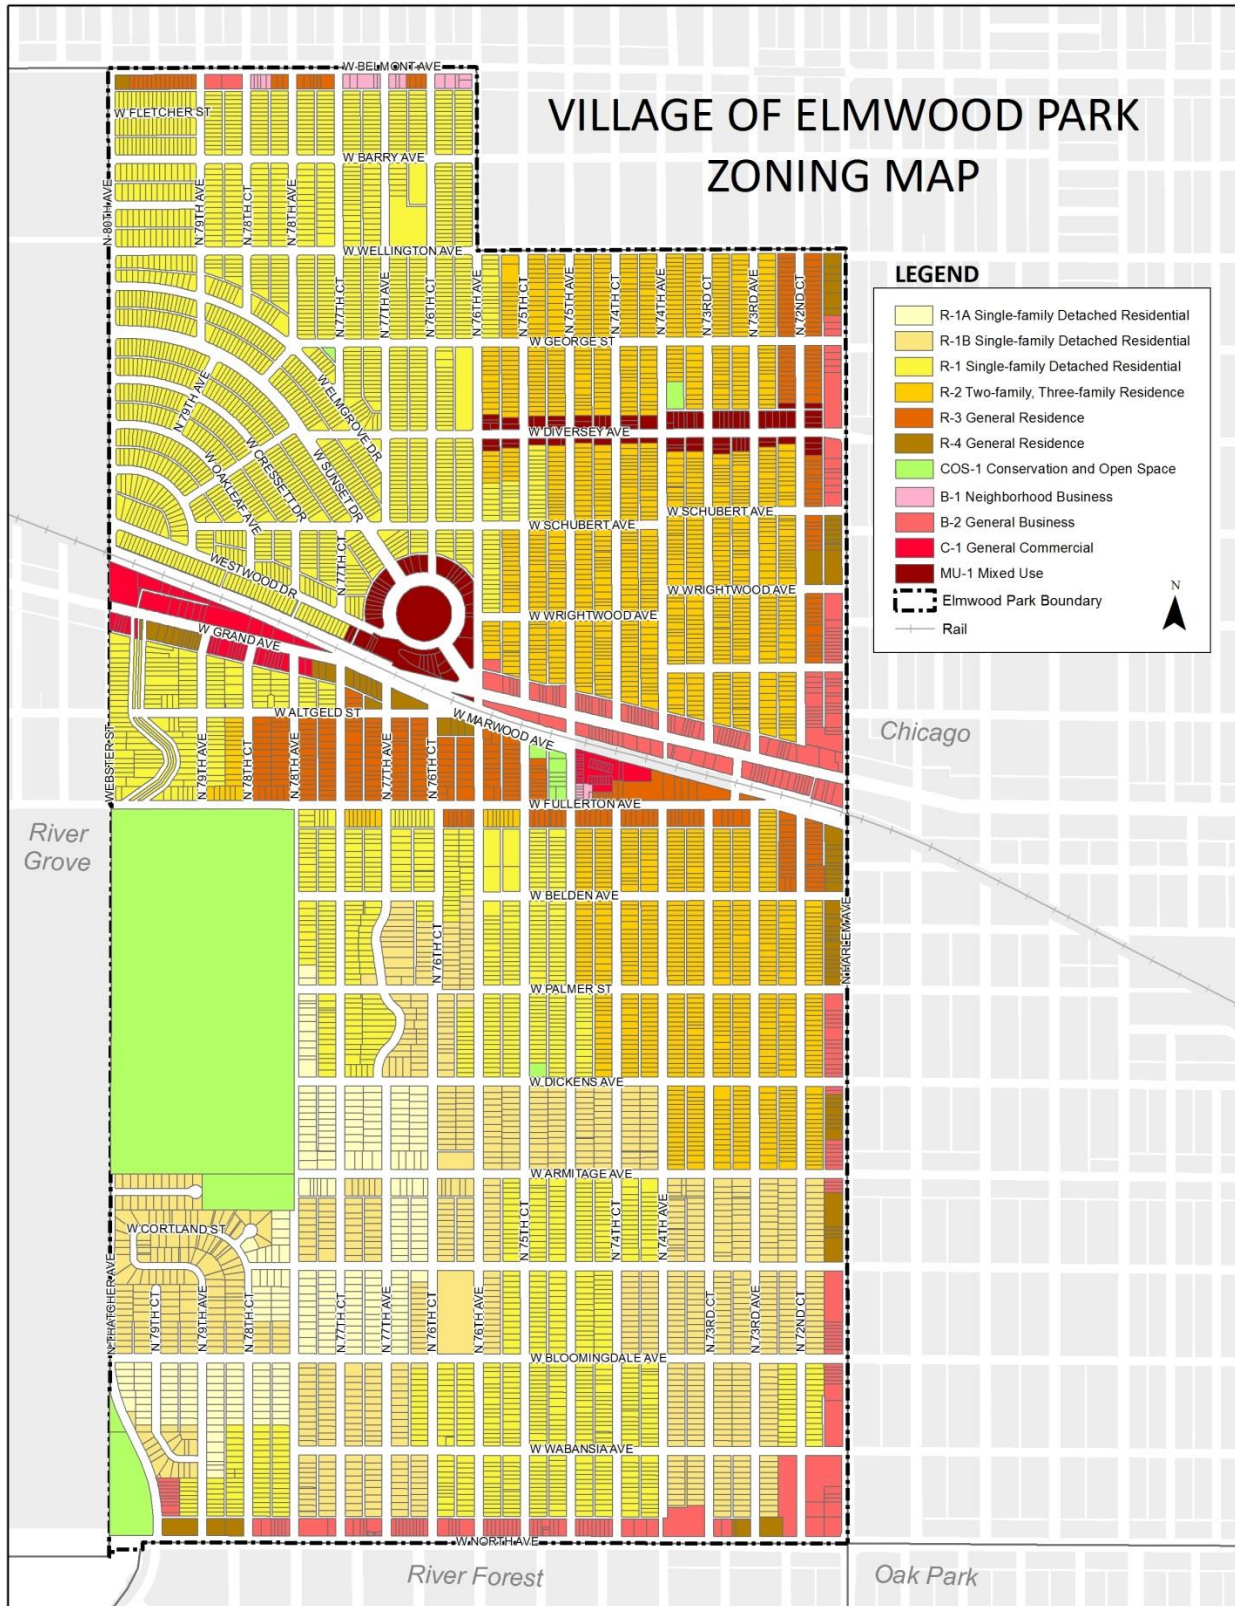 VILLAGE OF ELMWOOD PARK
ZONING MAP
LEGEND
R-1A Single-family Detached Residential
R-1B Single-family Detached Residential
R-1 Single-family Detached Residential
R-2 Two-family, Three-family Residence
R-3 General Residence
R-4 General Residence
COS-1 Conservation and Open Space
B-1 Neighborhood Business
B-2 General Business
C-1 General Commercial
MU-1 Mixed Use
Elmwood Park Boundary
Rail
N
W BELMONT AVE
W FLETCHER ST
W BARRY AVE
N 80TH AVE
N 79TH AVE
N 78TH CT
N 78TH AVE
W WELLINGTON AVE
N 77TH CT
N 77TH AVE
N 76TH CT
N 76TH AVE
N 75TH CT
N 75TH AVE
N 74TH CT
N 74TH AVE
N 73RD CT
N 73RD AVE
N 72ND CT
W GEORGE ST
N 79TH AVE
W ELMGROVE DR
W DIVERSEY AVE
W OAKLEAF AVE
W CRESSETT DR
W SUNSET DR
W SCHUBERT AVE
W SCHUBERT AVE
N 77TH CT
WESTWOOD DR
W WRIGHTWOOD AVE
W WRIGHTWOOD AVE
W GRAND AVE
W ALTGELD ST
W MARWOOD AVE
WEBSTER ST
N 79TH AVE
N 78TH CT
N 78TH AVE
N 77TH AVE
N 76TH CT
Chicago
W FULLERTON AVE
River
Grove
W BELDEN AVE
N 76TH CT
N HARLEM AVE
W PALMER ST
W DICKENS AVE
W ARMITAGE AVE
N 75TH CT
N 74TH CT
N 74TH AVE
W CORTLAND ST
N THATCHER AVE
N 79TH CT
N 79TH AVE
N 78TH CT
N 77TH CT
N 77TH AVE
N 76TH CT
N 76TH AVE
N 73RD CT
N 73RD AVE
N 72ND CT
W BLOOMINGDALE AVE
W WABANSIA AVE
W NORTH AVE
River Forest
Oak Park